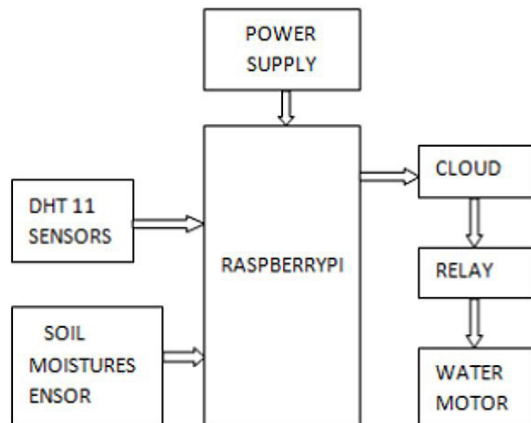 POWER
SUPPLY
DHT 11
SENSORS
SOIL
MOISTURES
ENSOR
RASPBERRYPI
CLOUD
RELAY
WATER
MOTOR